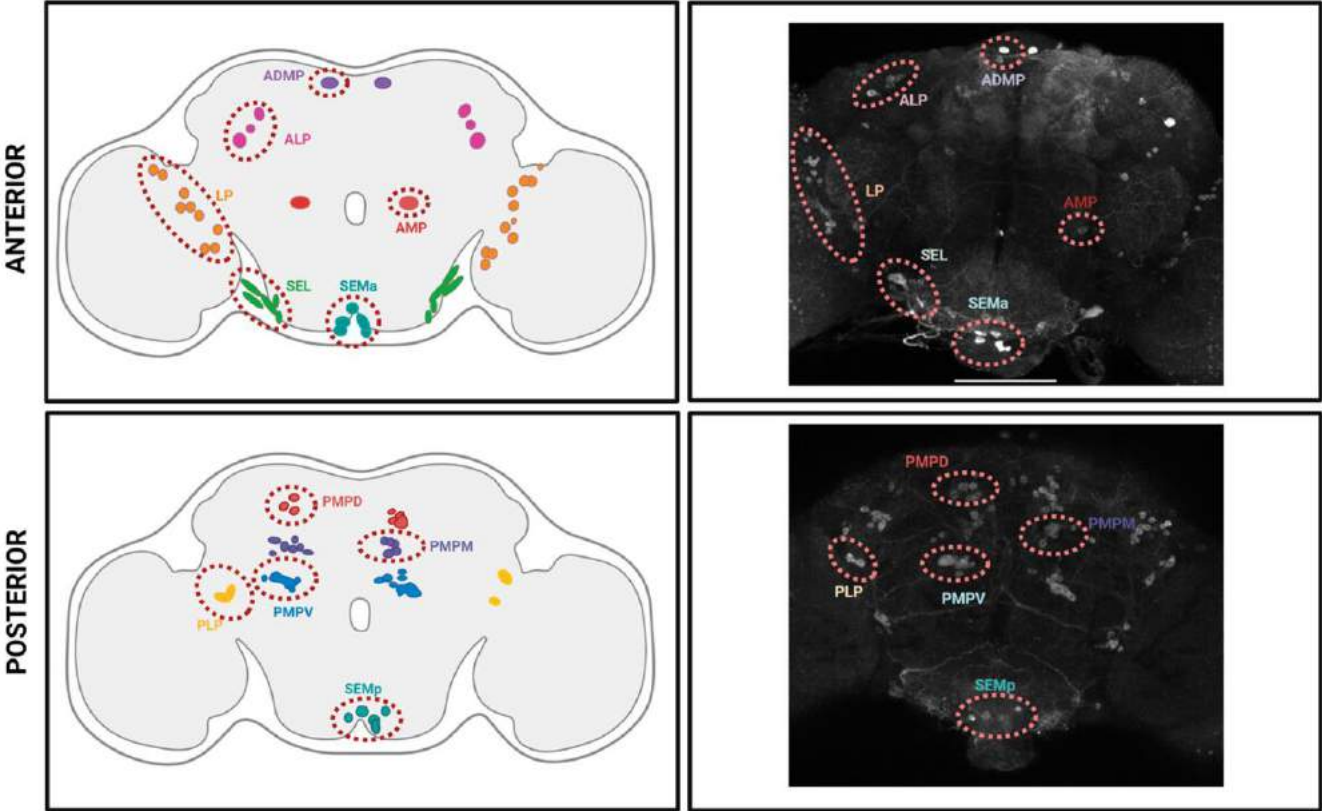 ANTERIOR
ADMP
ALP
LP
AMP
SEL
SEMa
ADMP
ALP
LP
AMP
SEL
SEMa
POSTERIOR
PMPD
PMPM
PMPV
PLP
SEMp
PMPD
PMPM
PLP
PMPV
SEMp